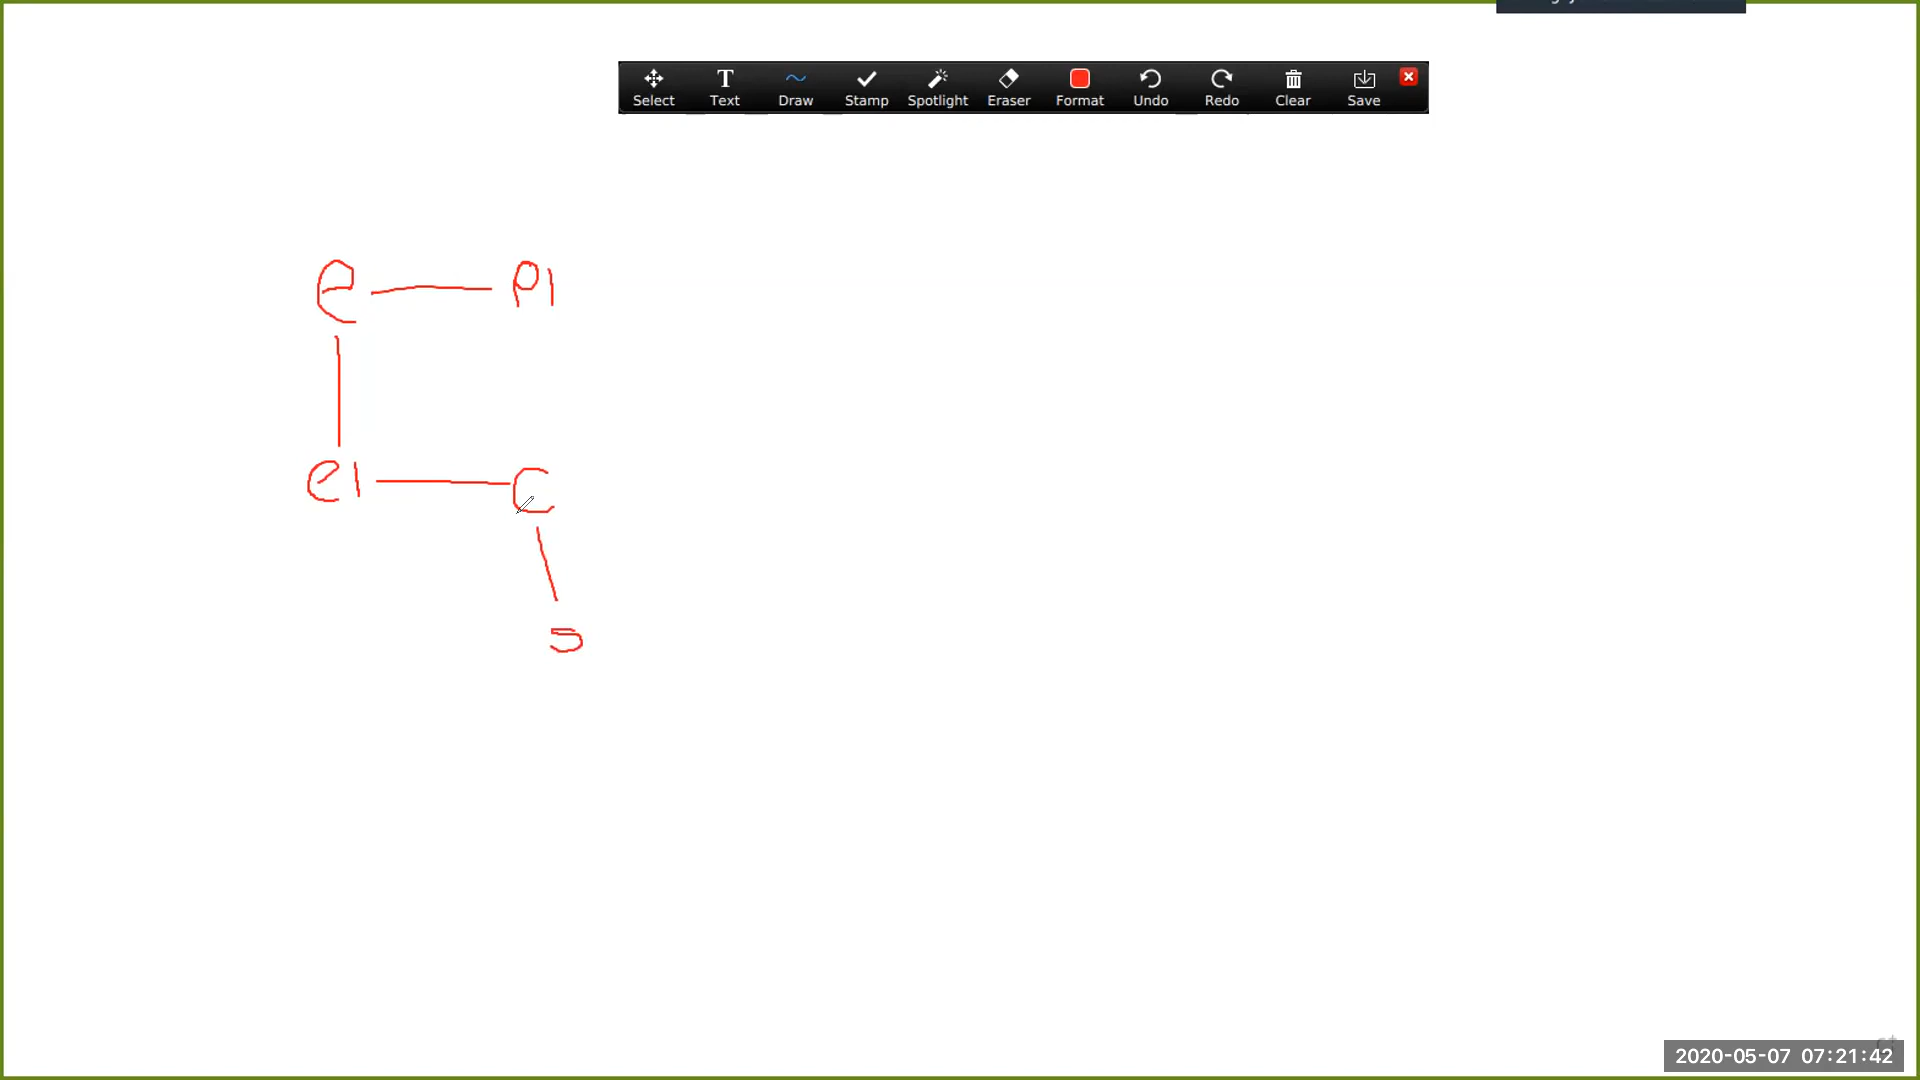 Select Text Draw Stamp Spotlight Eraser Format Undo Redo Clear Save
e P1
e1 c
2020-05-07 07:21:42